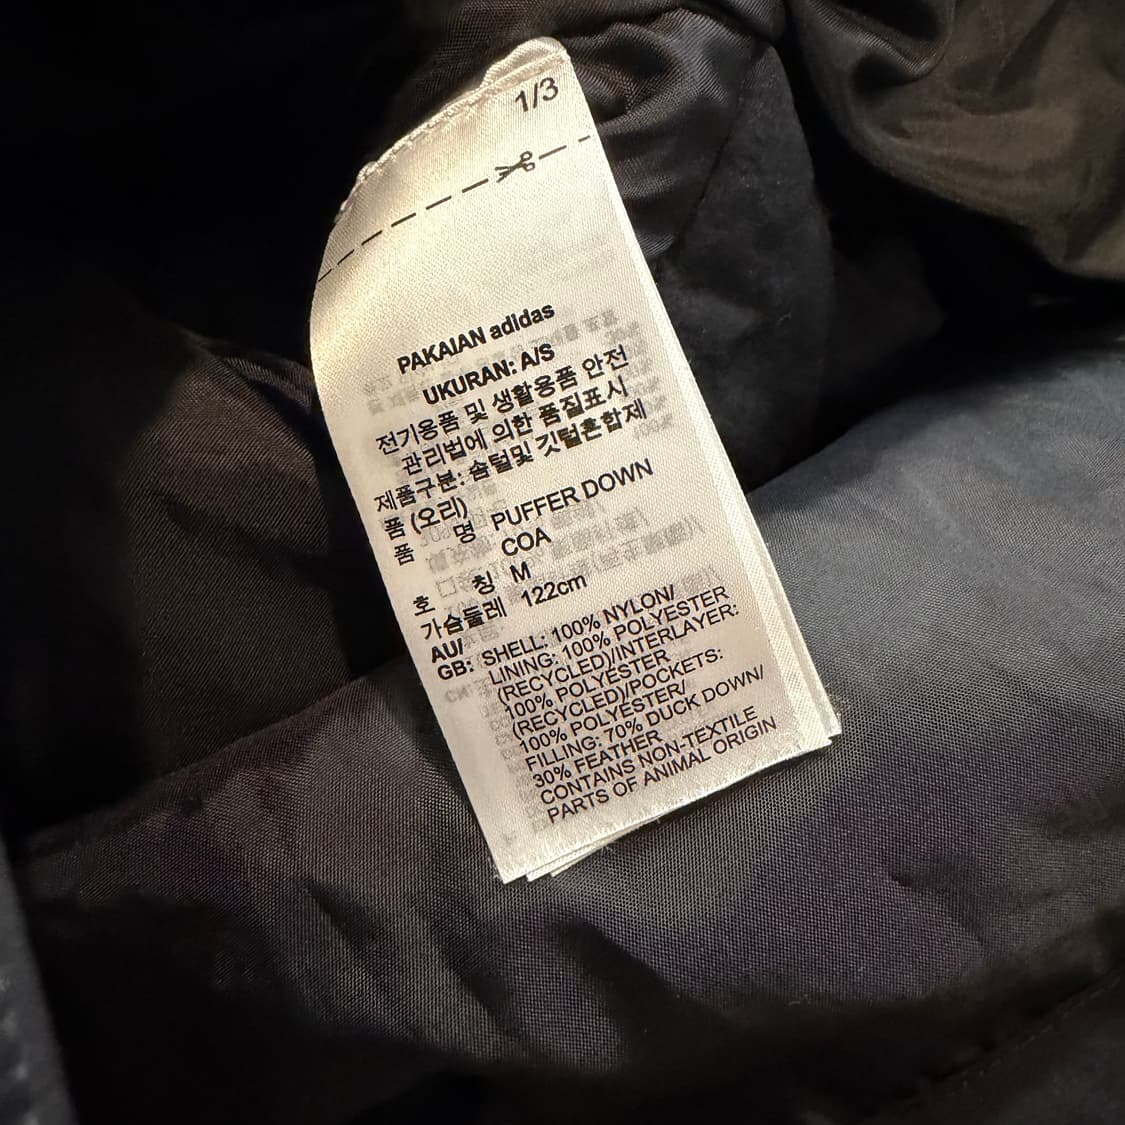 1/3
PAKAIAN adidas
UKURAN: A/S
전기용품 및 생활용품 안전
관리법에 의한 품질표시
제품구분: 솜털및 깃털혼합제
품 (오리)
품 명 PUFFER DOWN
COA
호 칭 M
가슴둘레 122cm
AU/
GB: SHELL: 100% NYLON/
LINING: 100% POLYESTER
(RECYCLED)/INTERLAYER:
100% POLYESTER
(RECYCLED)/POCKETS:
100% POLYESTER/
FILLING: 70% DUCK DOWN/
30% FEATHER
CONTAINS NON-TEXTILE
PARTS OF ANIMAL ORIGIN